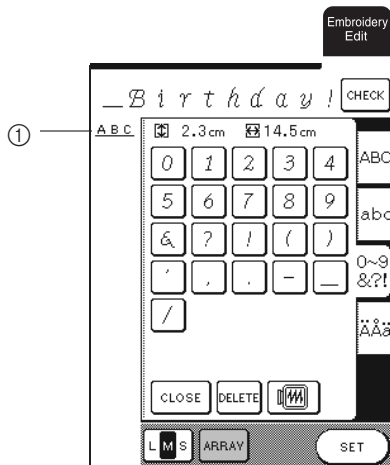 Embroidery
Edit
_Birthday! CHECK
① ABC 2.3cm 14.5cm
0 1 2 3 4 ABC
5 6 7 8 9 abc
& ? ! ( ) 0~9
&?!
' , . - _
/ ÄÅä
CLOSE DELETE
L M S ARRAY SET